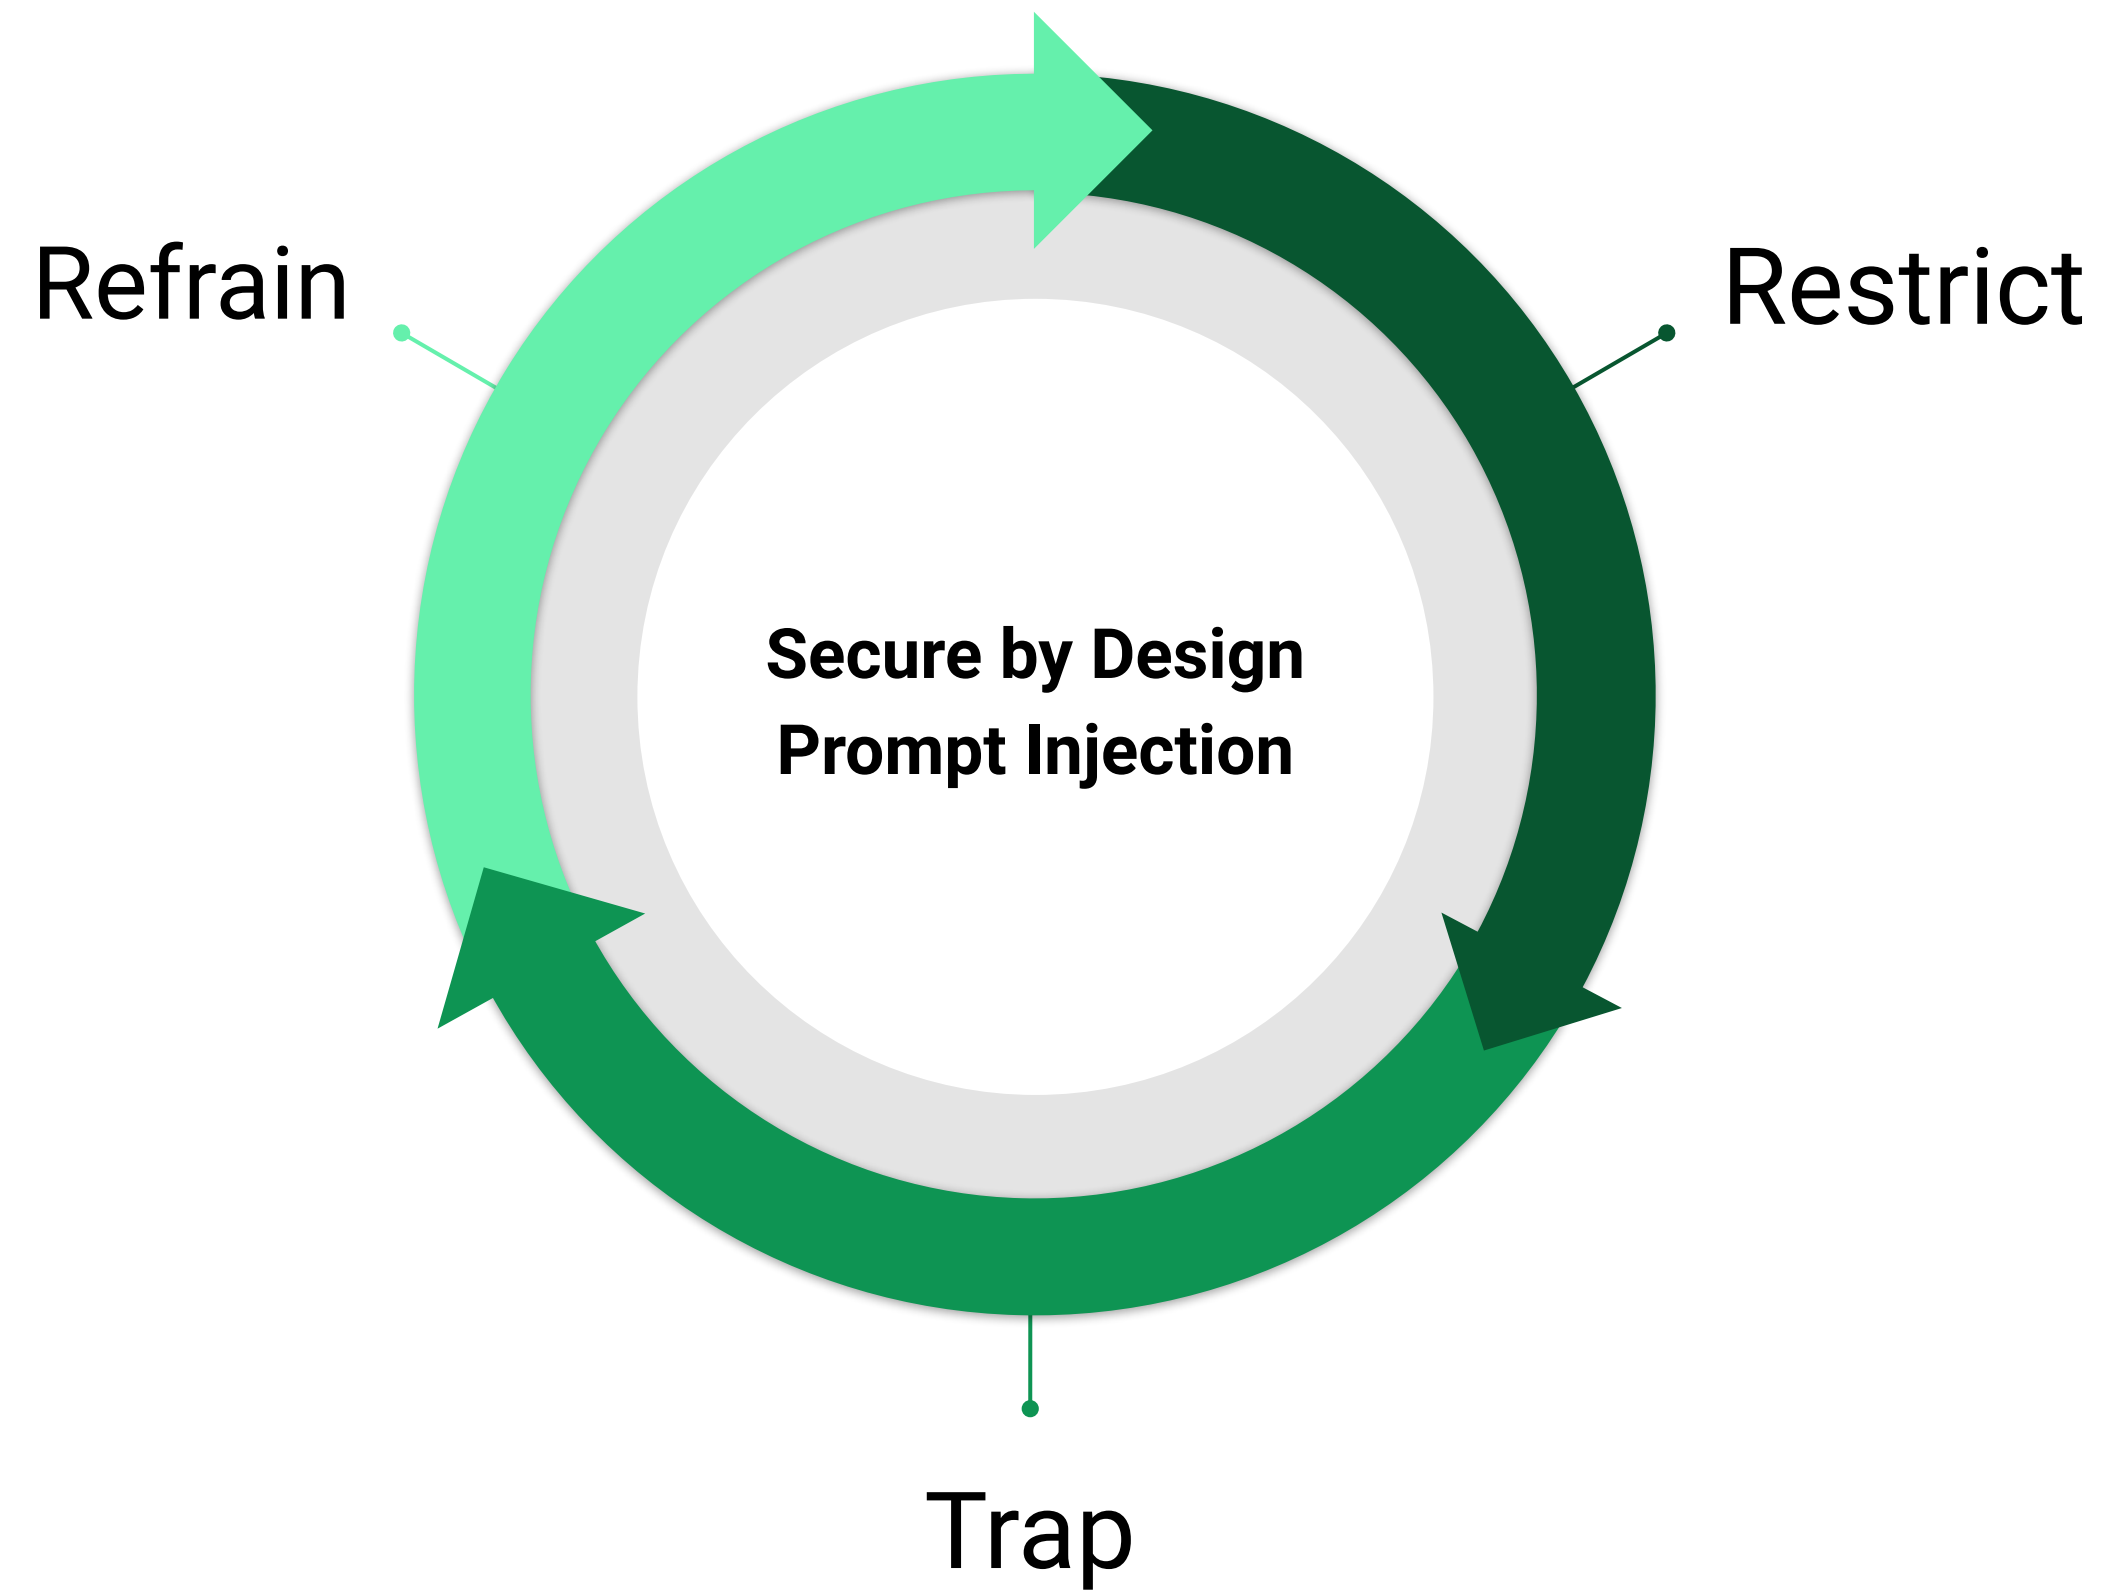 Refrain
Restrict
Secure by Design
Prompt Injection
Trap